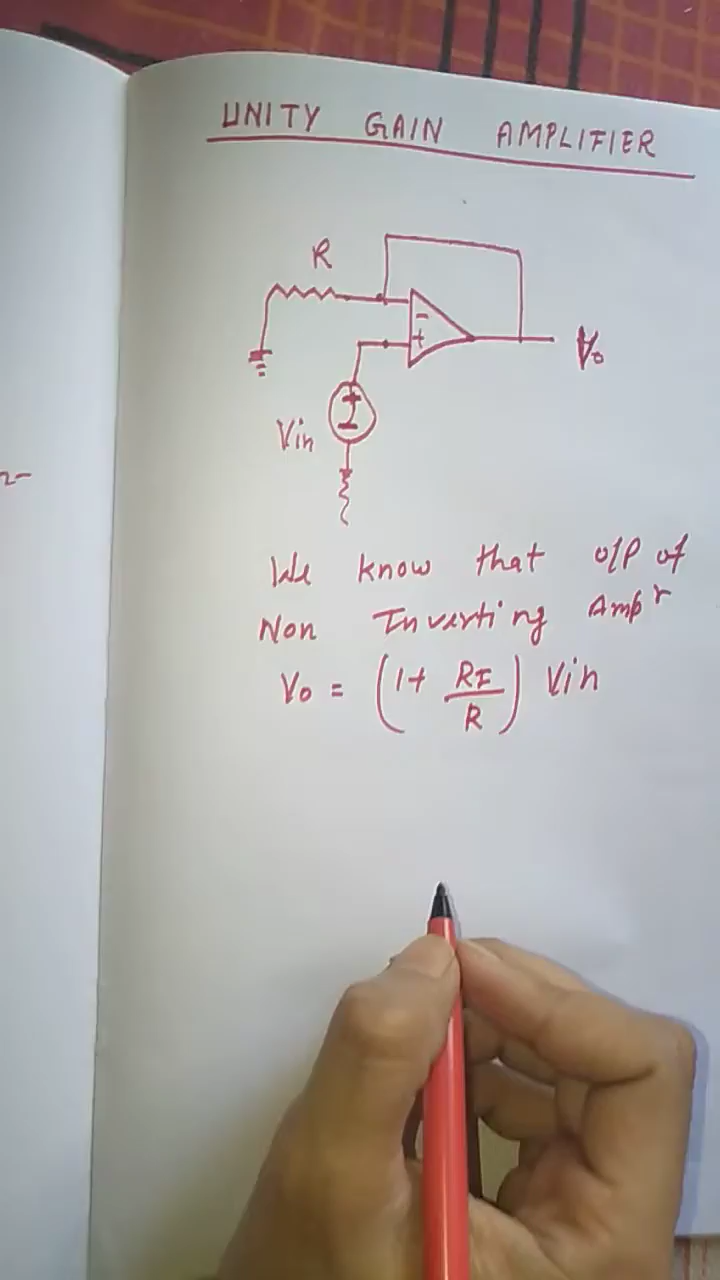 UNITY GAIN AMPLIFIER
R
-
+
Vo
+
Vin
We know that o/p of
Non Inverting Ampr
Vo = (1+ RF/R) Vin